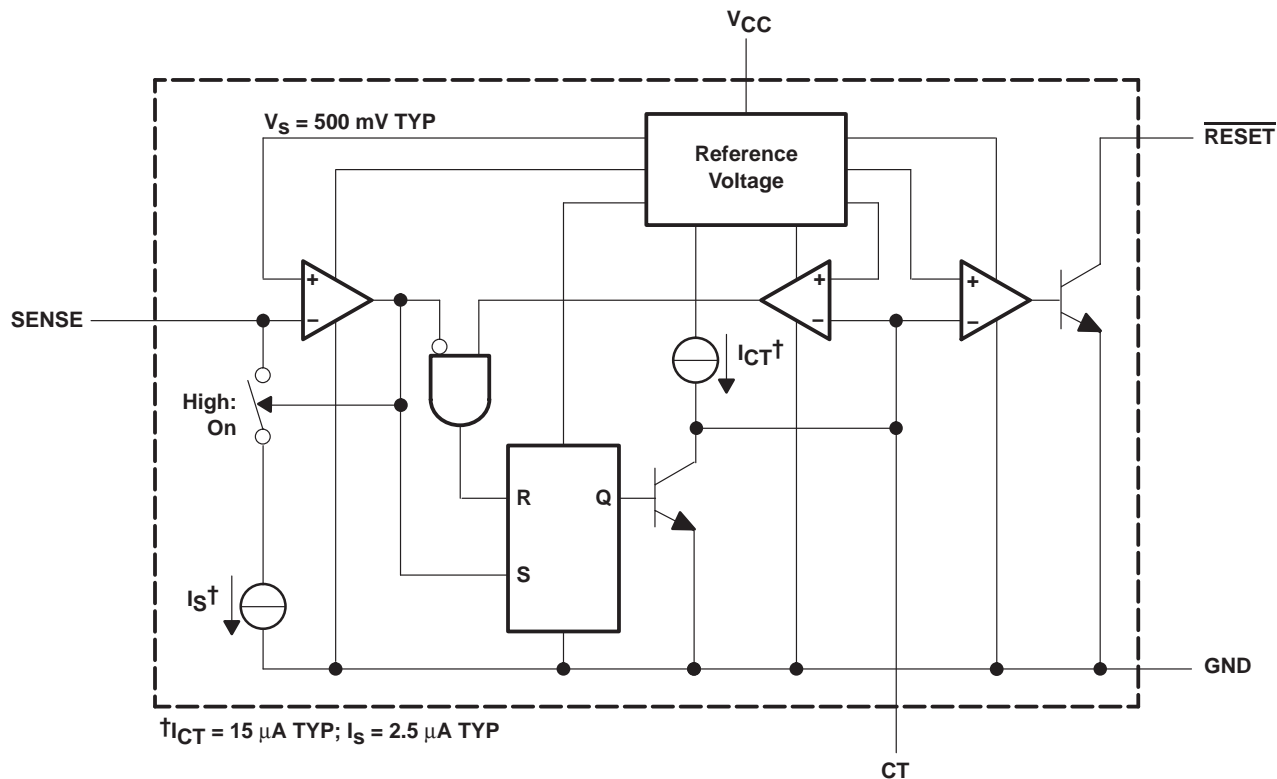 VCC
VS = 500 mV TYP
Reference
Voltage
RESET
+
−
+
−
+
−
SENSE
ICT†
High:
On
R
Q
S
IS†
GND
†ICT = 15 μA TYP; IS = 2.5 μA TYP
CT